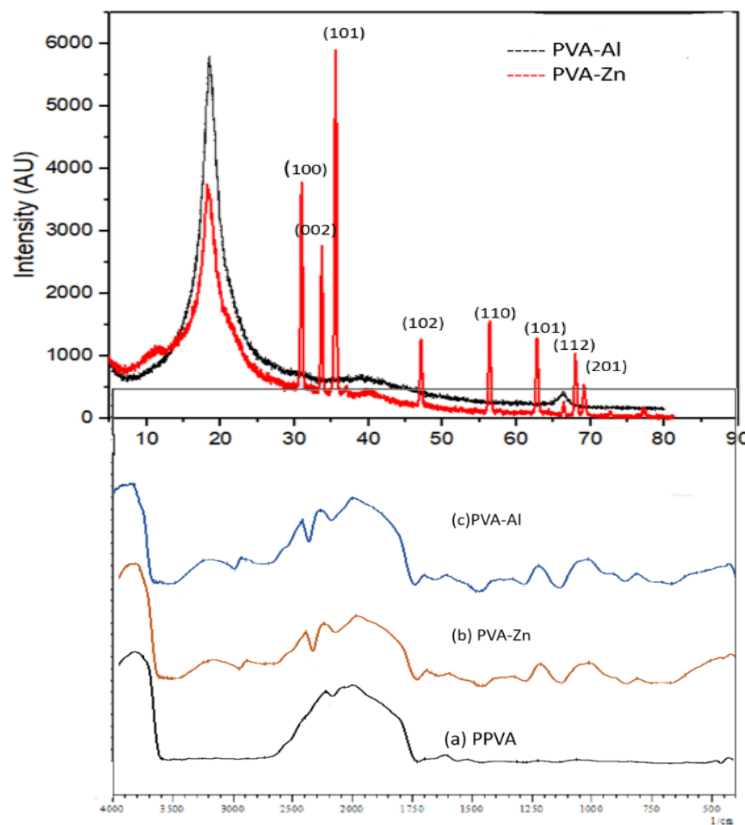 (101)
6000
PVA-Al
PVA-Zn
5000
4000
(100)
3000
(002)
2000
(102)
(110)
(101)
(112)
(201)
1000
0
Intensity (AU)
10 20 30 40 50 60 70 80 90
(c)PVA-Al
(b) PVA-Zn
(a) PPVA
4000 3500 3000 2500 2000 1750 1500 1250 1000 750 500
1/cm